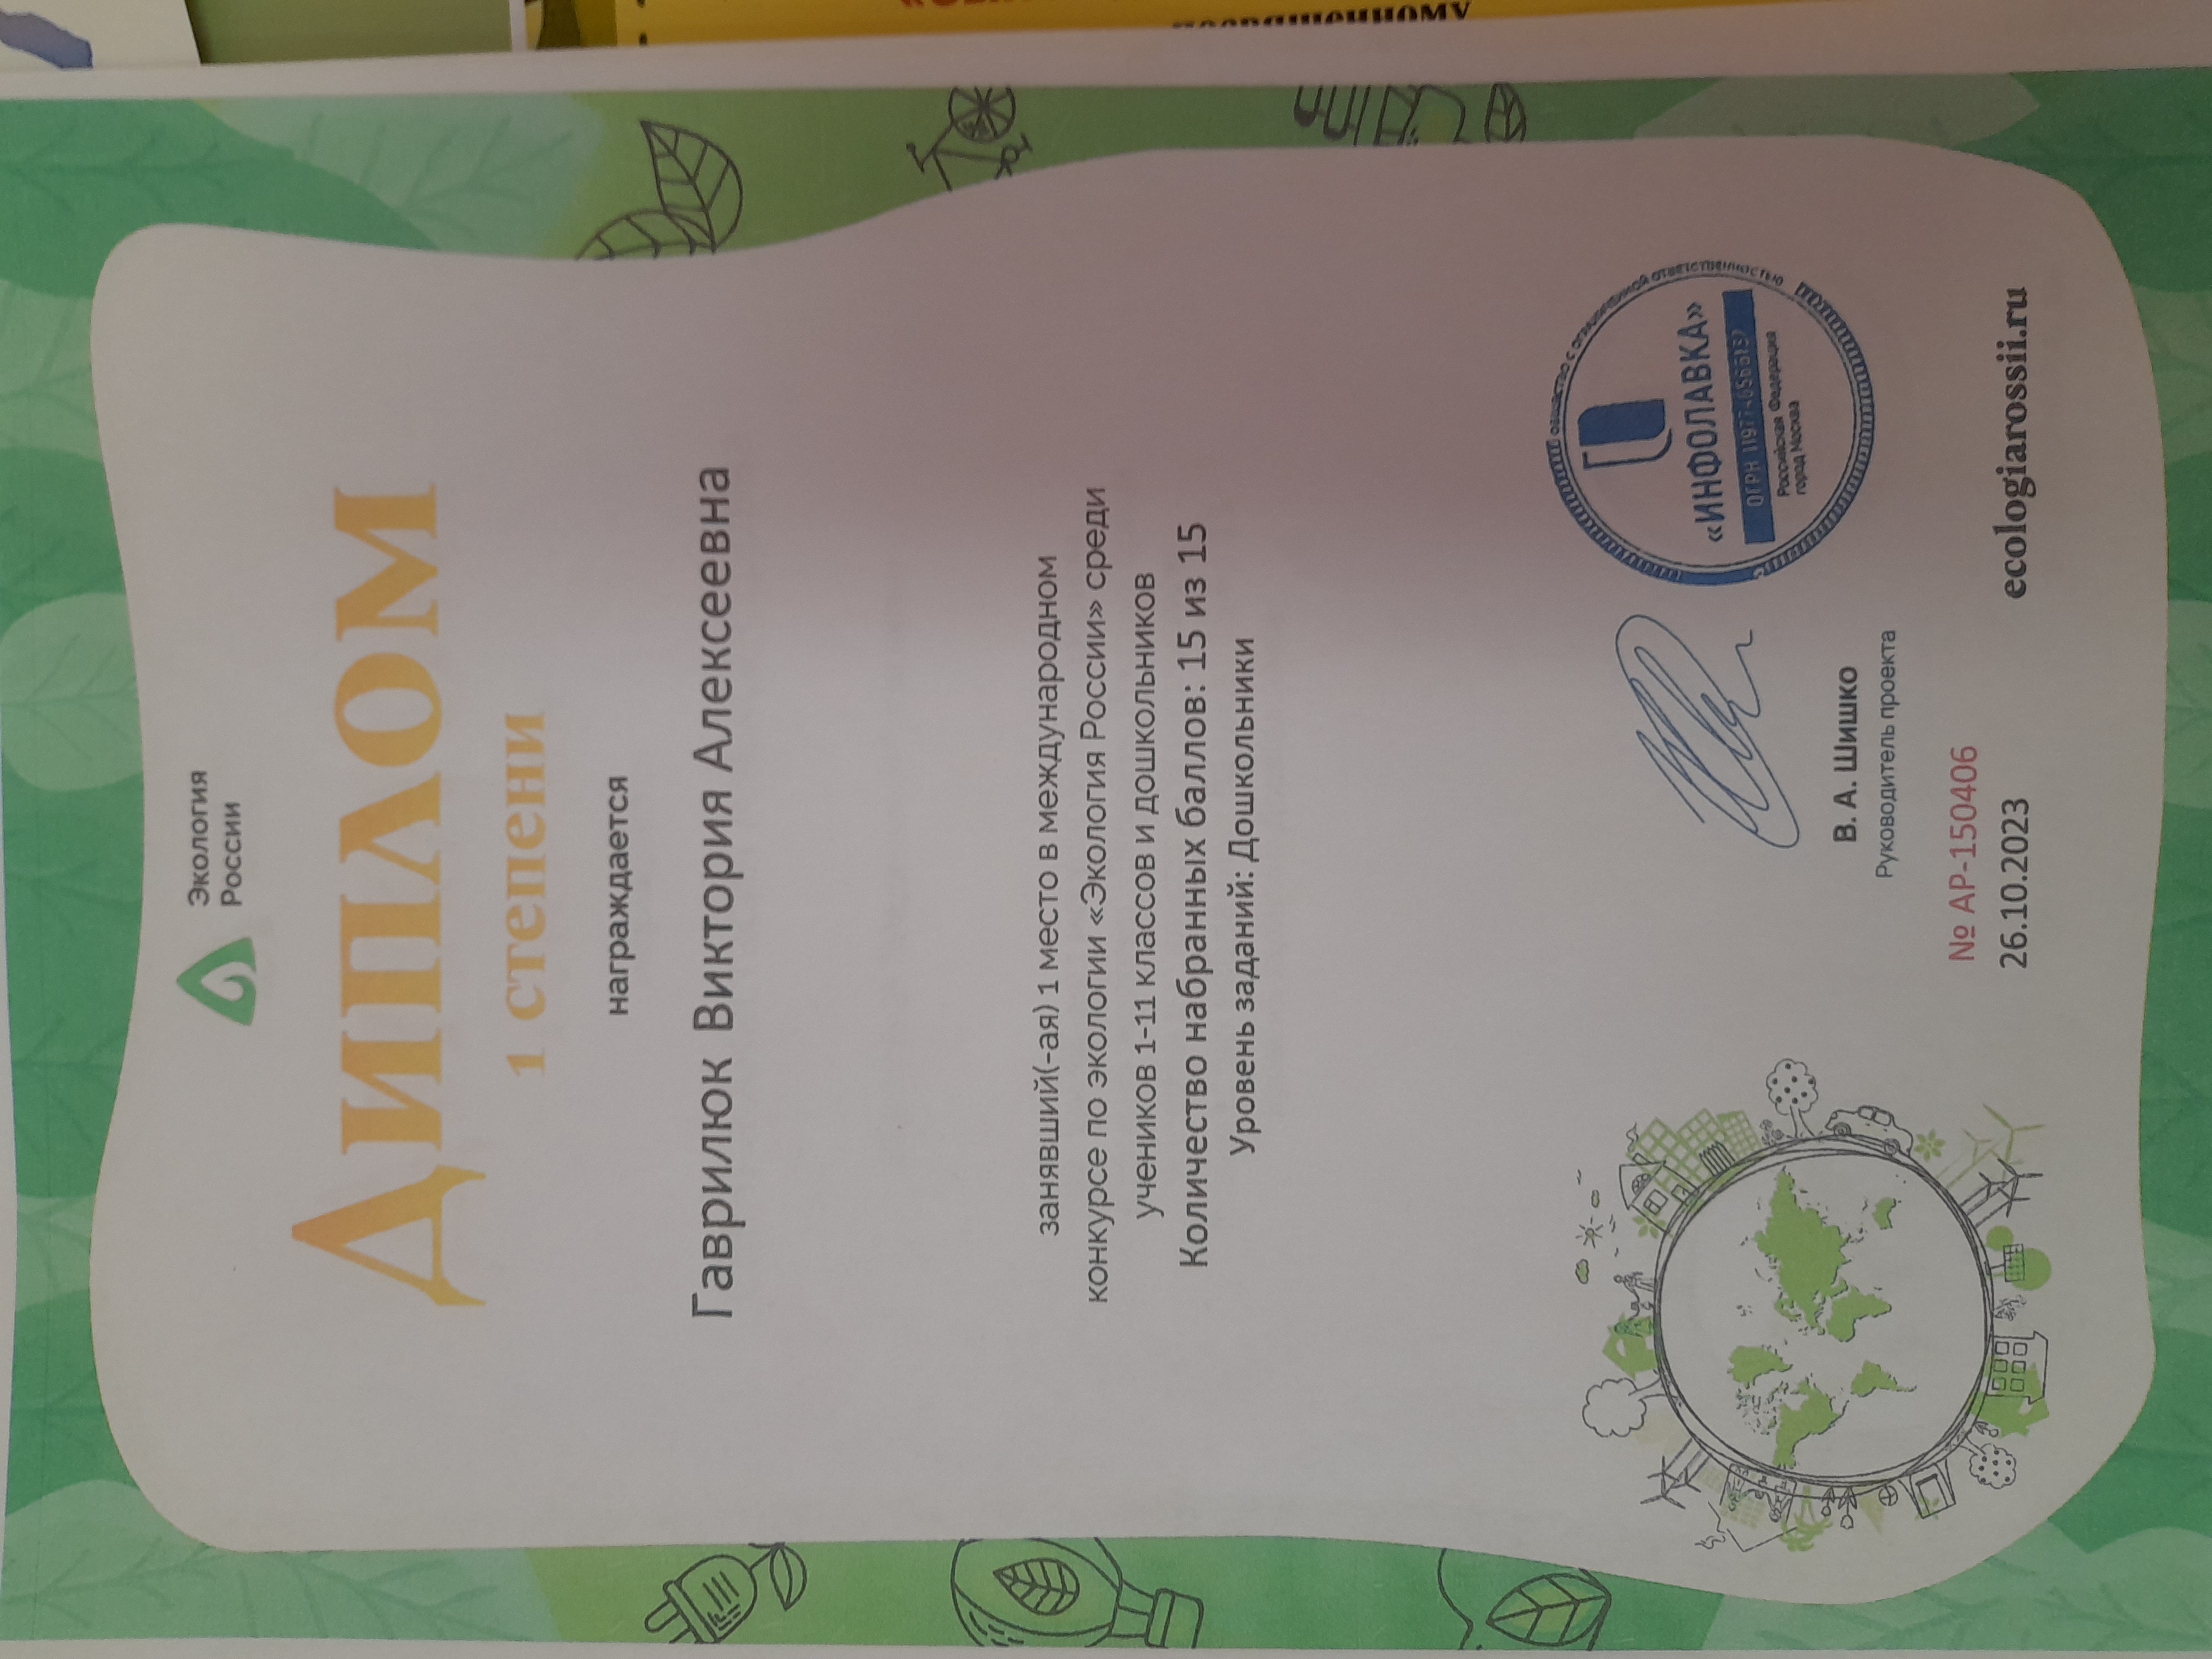 Экология
России
Диплом
1 степени
награждается
Гаврилюк Виктория Алексеевна
занявший(-ая) 1 место в международном
конкурсе по экологии «Экология России» среди
учеников 1-11 классов и дошкольников
Количество набранных баллов: 15 из 15
Уровень заданий: Дошкольники
«ИНФОЛАВКА»
ОГРН
Российская Федерация
город Москва
В. А. Шишко
Руководитель проекта
№ АР-150406
26.10.2023
ecologiarossii.ru